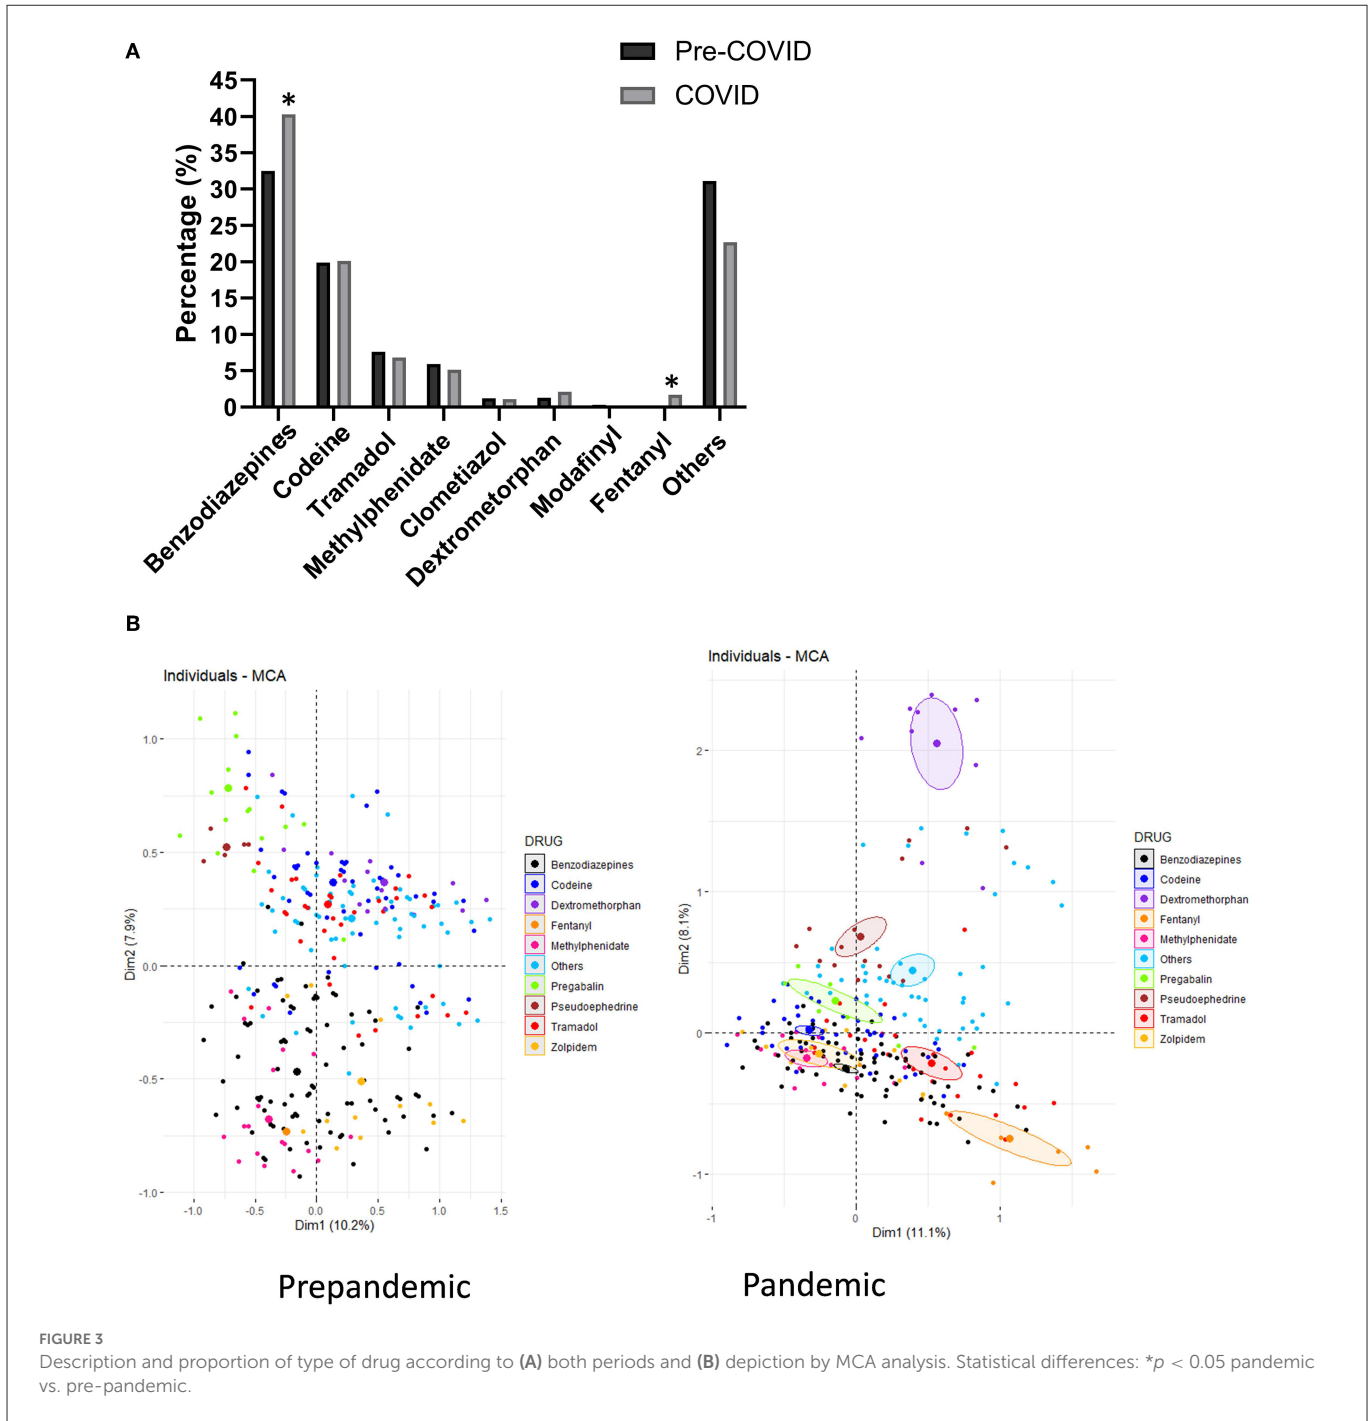 A
Pre-COVID
COVID
Percentage (%)
45
40
35
30
25
20
15
10
5
0
*
*
Benzodiazepines
Codeine
Tramadol
Methylphenidate
Clometiazol
Dextrometorphan
Modafinyl
Fentanyl
Others
B
Individuals - MCA
Dim2 (7.9%)
1.0
0.5
0.0
-0.5
-1.0
-1.0 -0.5 0.0 0.5 1.0 1.5
Dim1 (10.2%)
DRUG
Benzodiazepines
Codeine
Dextromethorphan
Fentanyl
Methylphenidate
Others
Pregabalin
Pseudoephedrine
Tramadol
Zolpidem
Prepandemic
Individuals - MCA
Dim2 (8.1%)
2
1
0
-1
-1 0 1
Dim1 (11.1%)
DRUG
Benzodiazepines
Codeine
Dextromethorphan
Fentanyl
Methylphenidate
Others
Pregabalin
Pseudoephedrine
Tramadol
Zolpidem
Pandemic
FIGURE 3
Description and proportion of type of drug according to (A) both periods and (B) depiction by MCA analysis. Statistical differences: *p < 0.05 pandemic
vs. pre-pandemic.